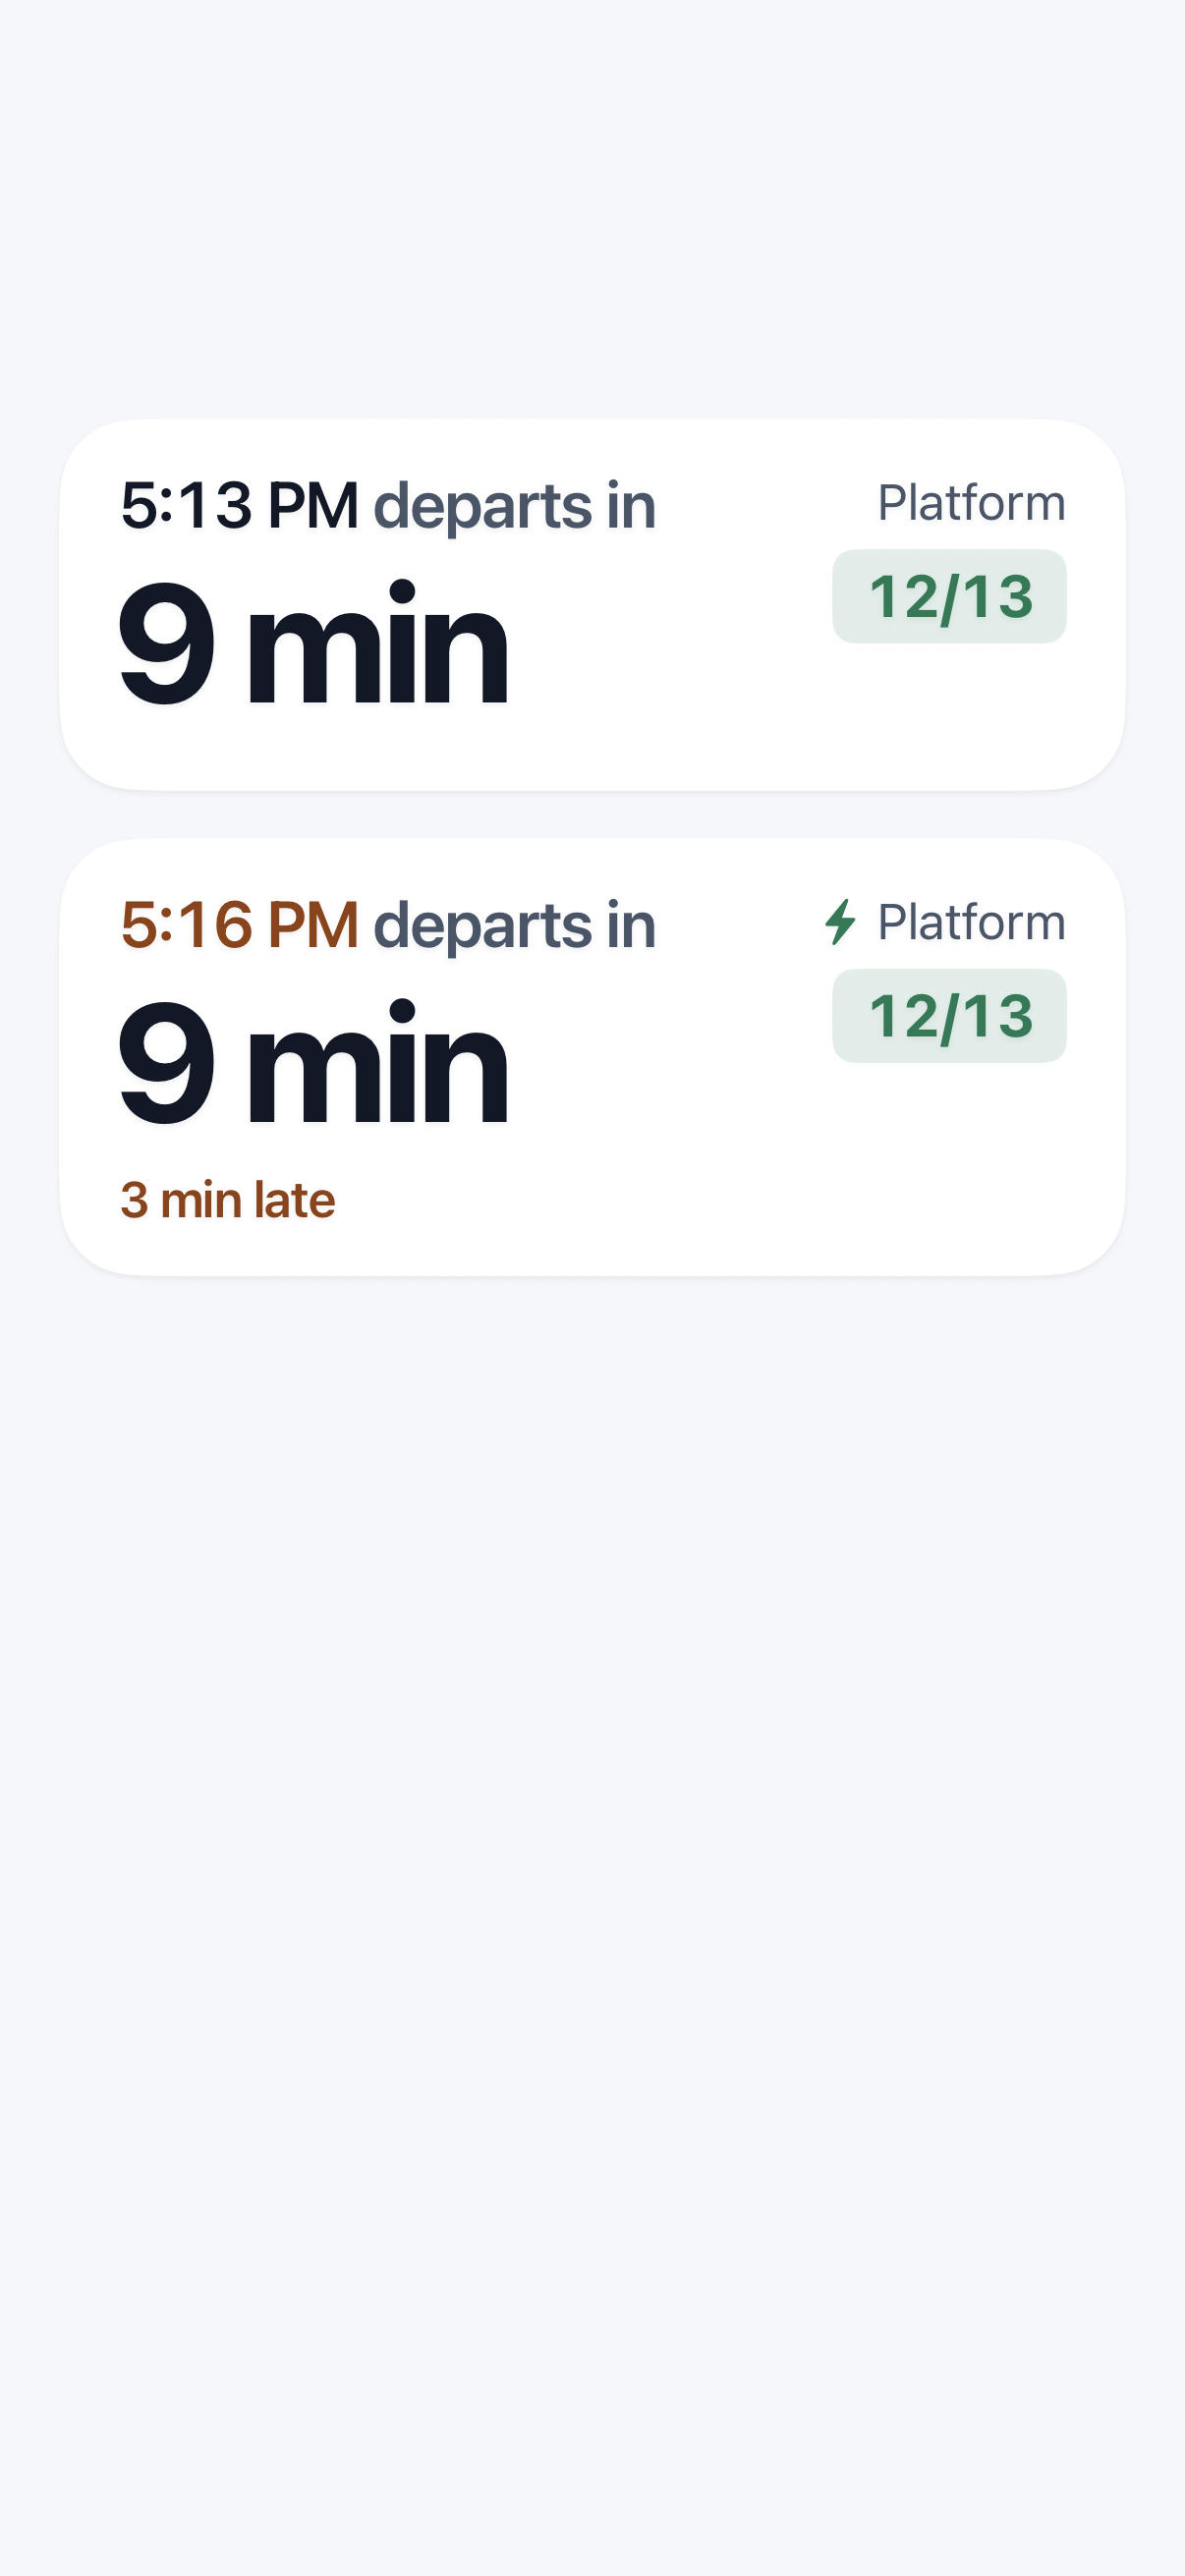 5:13 PM departs in
Platform
9 min
12/13
5:16 PM departs in
Platform
9 min
12/13
3 min late